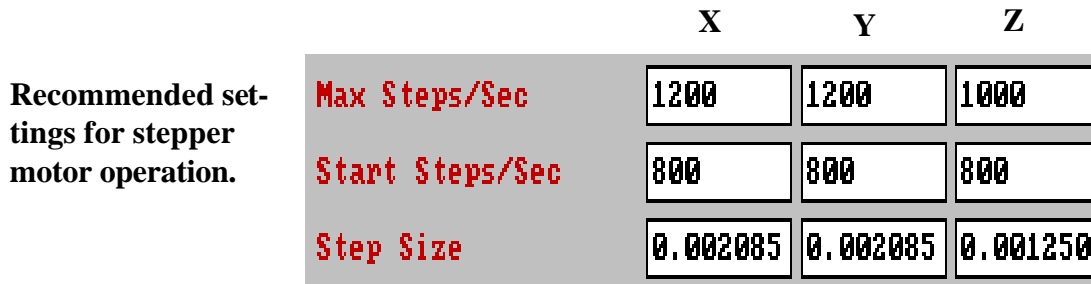 X Y Z
Recommended set-
tings for stepper
motor operation.
Max Steps/Sec 1200 1200 1000
Start Steps/Sec 800 800 800
Step Size 0.002085 0.002085 0.001250